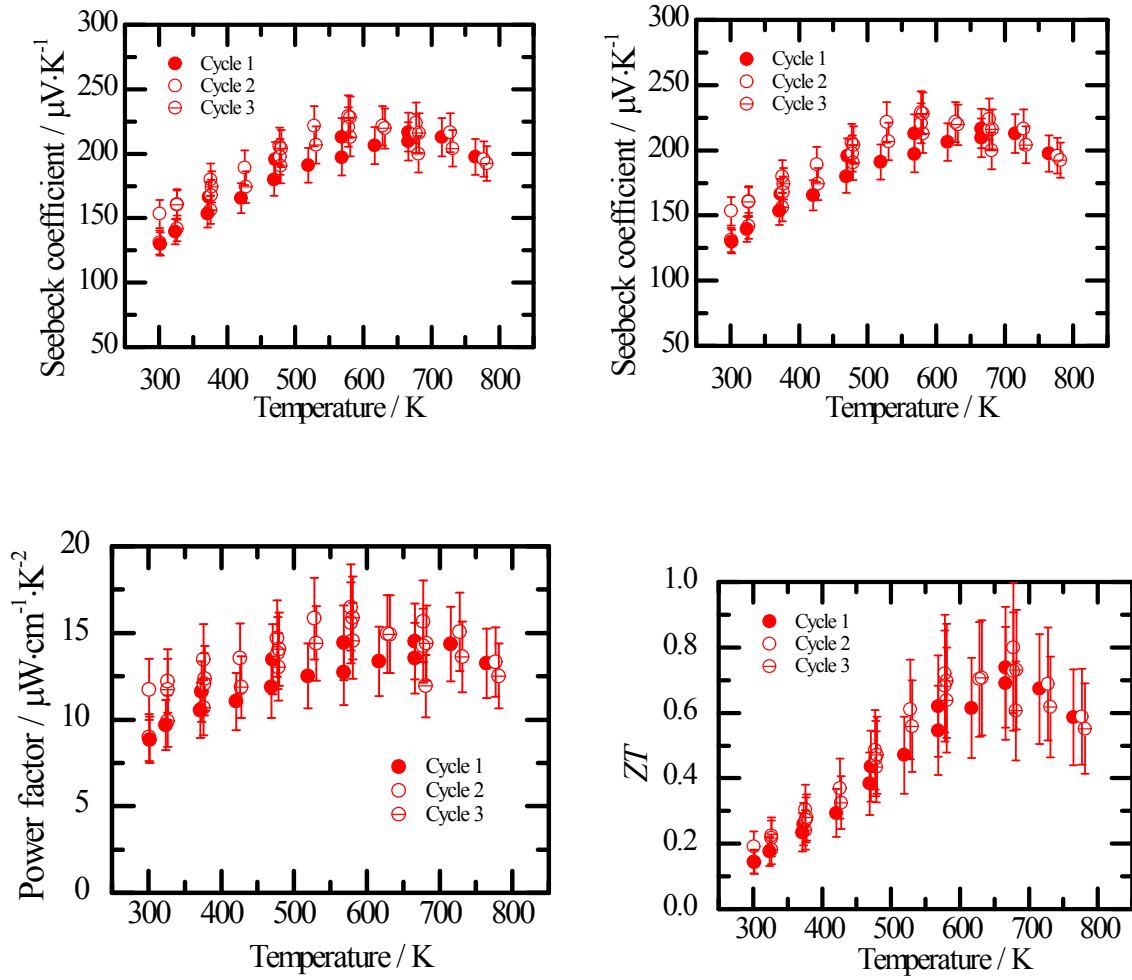 300
250
200
150
100
50
Seebeck coefficient / µV·K⁻¹
Cycle 1
Cycle 2
Cycle 3
300 400 500 600 700 800
Temperature / K
300
250
200
150
100
50
Seebeck coefficient / µV·K⁻¹
Cycle 1
Cycle 2
Cycle 3
300 400 500 600 700 800
Temperature / K
20
15
10
5
0
Power factor / µW·cm⁻¹·K⁻²
Cycle 1
Cycle 2
Cycle 3
300 400 500 600 700 800
Temperature / K
1.0
0.8
0.6
0.4
0.2
0.0
ZT
Cycle 1
Cycle 2
Cycle 3
300 400 500 600 700 800
Temperature / K